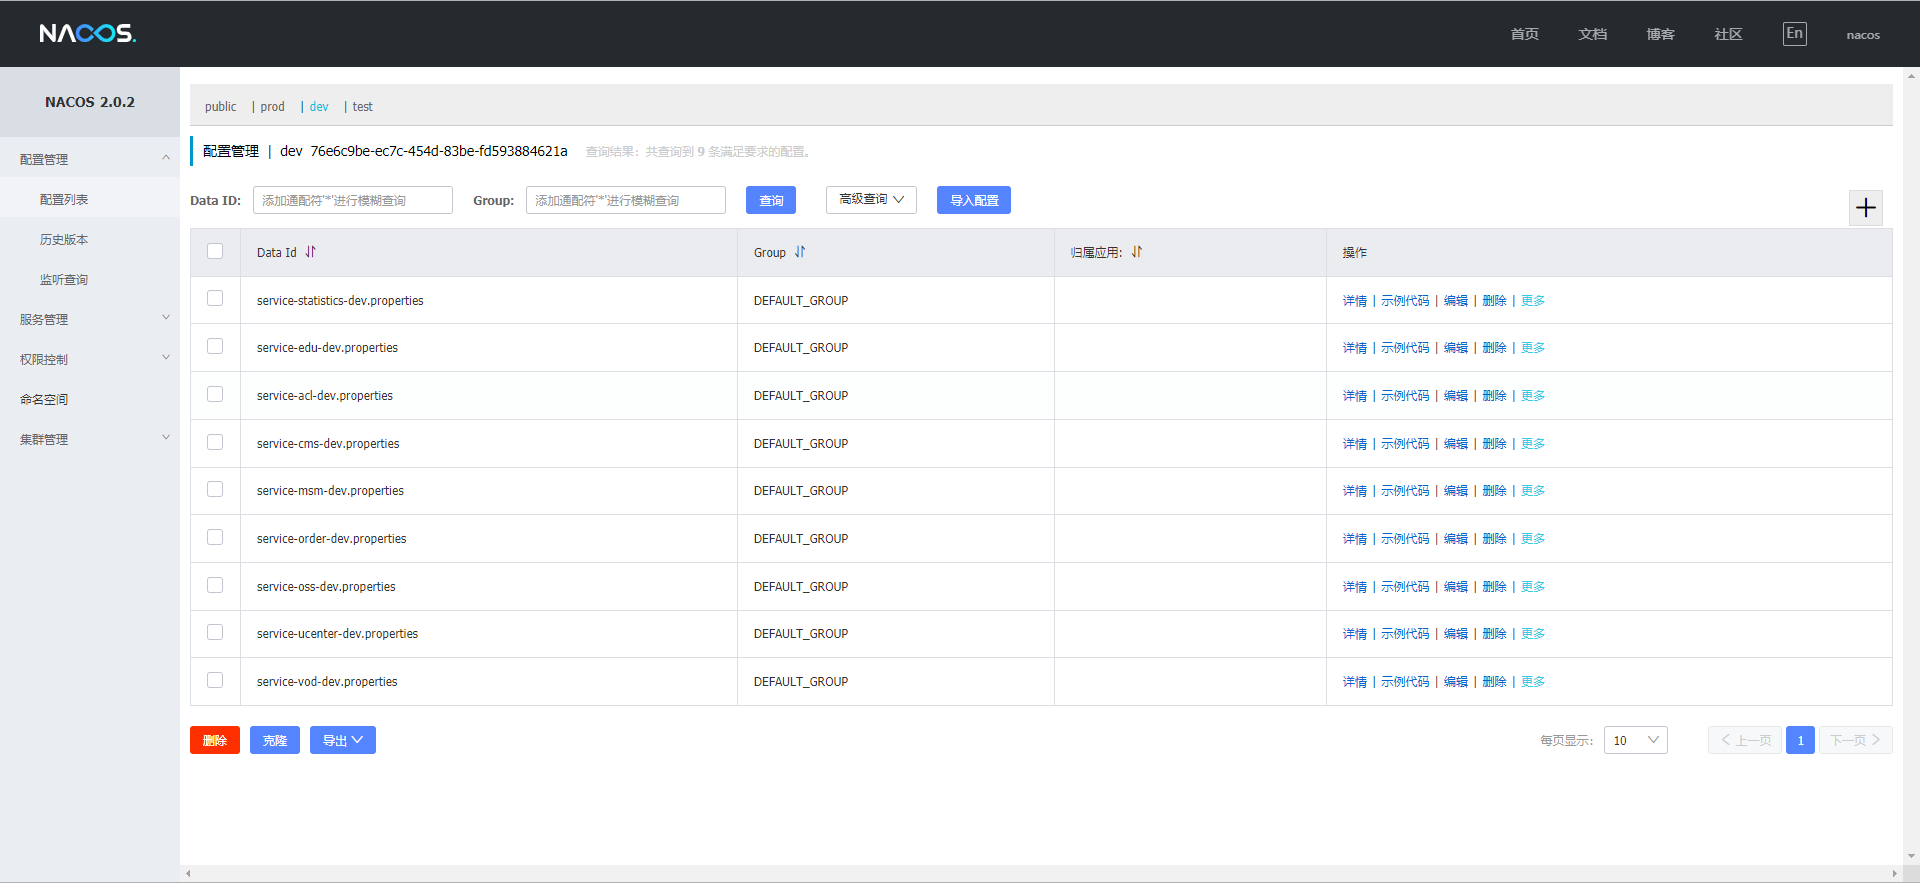 NACOS.
首页 文档 博客 社区 En nacos
NACOS 2.0.2
配置管理
配置列表
历史版本
监听查询
服务管理
权限控制
命名空间
集群管理
public | prod | dev | test
配置管理 | dev 76e6c9be-ec7c-454d-83be-fd593884621a 查询结果：共查询到 9 条满足要求的配置。
Data ID: 添加通配符'*'进行模糊查询 Group: 添加通配符'*'进行模糊查询 查询 高级查询 导入配置
Data Id Group 归属应用: 操作
service-statistics-dev.properties DEFAULT_GROUP 详情 | 示例代码 | 编辑 | 删除 | 更多
service-edu-dev.properties DEFAULT_GROUP 详情 | 示例代码 | 编辑 | 删除 | 更多
service-acl-dev.properties DEFAULT_GROUP 详情 | 示例代码 | 编辑 | 删除 | 更多
service-cms-dev.properties DEFAULT_GROUP 详情 | 示例代码 | 编辑 | 删除 | 更多
service-msm-dev.properties DEFAULT_GROUP 详情 | 示例代码 | 编辑 | 删除 | 更多
service-order-dev.properties DEFAULT_GROUP 详情 | 示例代码 | 编辑 | 删除 | 更多
service-oss-dev.properties DEFAULT_GROUP 详情 | 示例代码 | 编辑 | 删除 | 更多
service-ucenter-dev.properties DEFAULT_GROUP 详情 | 示例代码 | 编辑 | 删除 | 更多
service-vod-dev.properties DEFAULT_GROUP 详情 | 示例代码 | 编辑 | 删除 | 更多
删除 克隆 导出 每页显示: 10 上一页 1 下一页